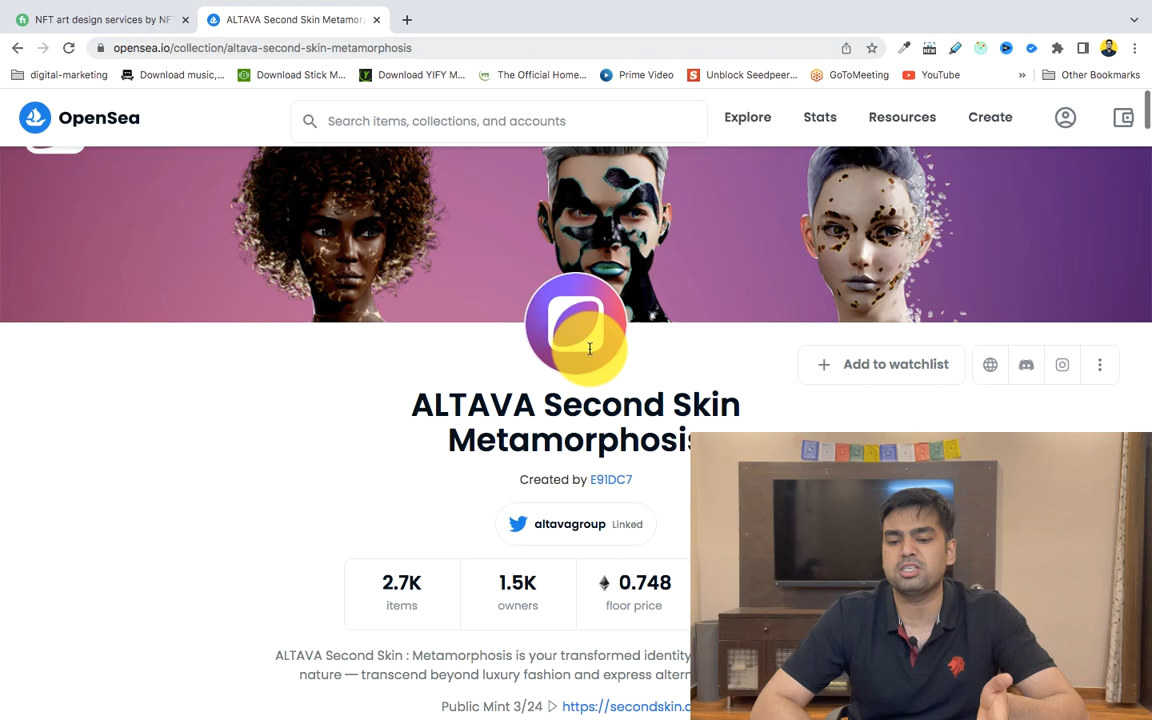 NFT art design services by NF
ALTAVA Second Skin Metamor
opensea.io/collection/altava-second-skin-metamorphosis
NEW
digital-marketing
Download music,...
Download Stick M...
Download YIFY M...
The Official Home...
Prime Video
Unblock Seedpeer...
GoToMeeting
YouTube
»
Other Bookmarks
OpenSea
Search items, collections, and accounts
Explore
Stats
Resources
Create
+ Add to watchlist
ALTAVA Second Skin
Metamorphosis
Created by E91DC7
altavagroup Linked
2.7K
items
1.5K
owners
0.748
floor price
ALTAVA Second Skin : Metamorphosis is your transformed identity
nature — transcend beyond luxury fashion and express altern
Public Mint 3/24 ▷ https://secondskin.